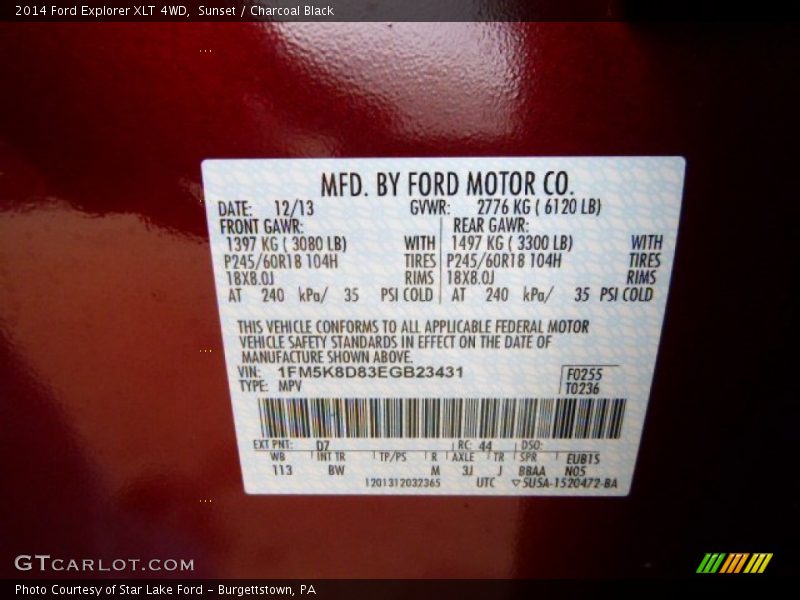 2014 Ford Explorer XLT 4WD, Sunset / Charcoal Black
MFD. BY FORD MOTOR CO.
DATE: 12/13 GVWR: 2776 KG ( 6120 LB)
FRONT GAWR: REAR GAWR:
1397 KG ( 3080 LB) WITH 1497 KG ( 3300 LB) WITH
P245/60R18 104H TIRES P245/60R18 104H TIRES
18X8.0J RIMS 18X8.0J RIMS
AT 240 kPa/ 35 PSI COLD AT 240 kPa/ 35 PSI COLD
THIS VEHICLE CONFORMS TO ALL APPLICABLE FEDERAL MOTOR
VEHICLE SAFETY STANDARDS IN EFFECT ON THE DATE OF
MANUFACTURE SHOWN ABOVE.
VIN: 1FM5K8D83EGB23431 F0255
TYPE: MPV T0236
EXT PNT: D7 RC: 44 DSO:
WB INT TR TP/PS R AXLE TR SPR EUB1S
113 BW M 3J J BBAA N05
1201312032365 UTC ▽5U5A-1520472-BA
GTCARLOT.COM
Photo Courtesy of Star Lake Ford - Burgettstown, PA